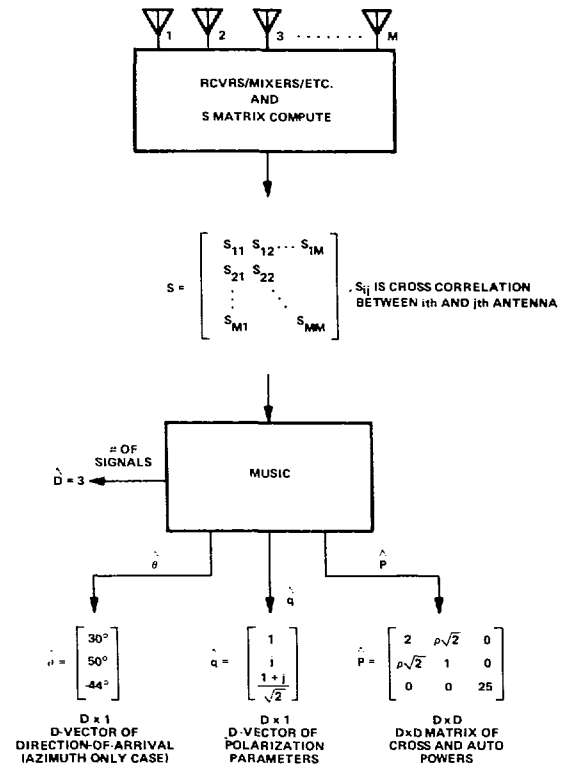 1 2 3 ........ M
RCVRS/MIXERS/ETC.
AND
S MATRIX COMPUTE
S =
S11 S12 ··· S1M
S21 S22
SM1 SMM
, Sij IS CROSS CORRELATION
BETWEEN ith AND jth ANTENNA
MUSIC
# OF
SIGNALS
D̂ = 3
θ̂
q̂
P̂
θ̂ =
30°
50°
-44°
q̂ =
1
j
1 + j
√2
P̂ =
2 ρ√2 0
ρ√2 1 0
0 0 25
D x 1
D-VECTOR OF
DIRECTION-OF-ARRIVAL
(AZIMUTH ONLY CASE)
D x 1
D-VECTOR OF
POLARIZATION
PARAMETERS
DxD
DxD MATRIX OF
CROSS AND AUTO
POWERS